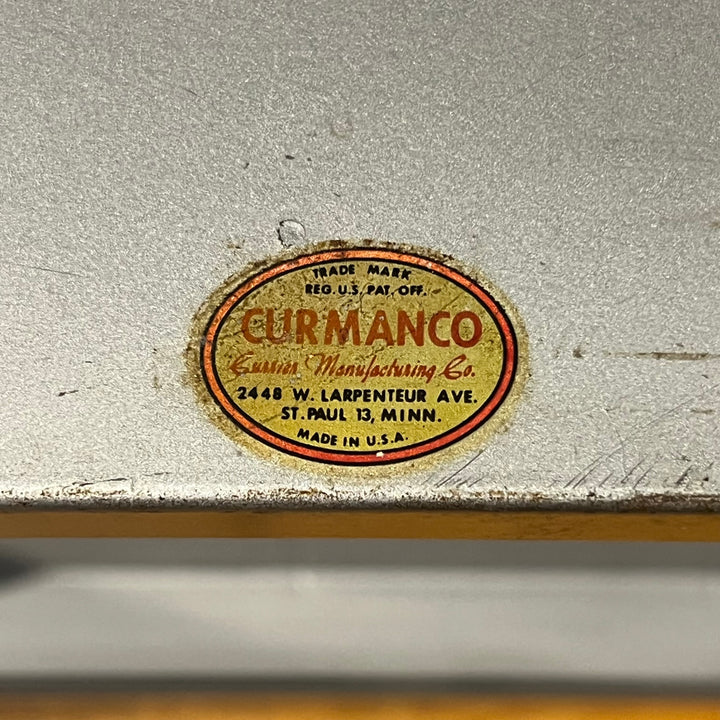 TRADE MARK
REG. U.S. PAT. OFF.
CURMANCO
Currier Manufacturing Co.
2448 W. LARPENTEUR AVE.
ST. PAUL 13, MINN.
MADE IN U.S.A.